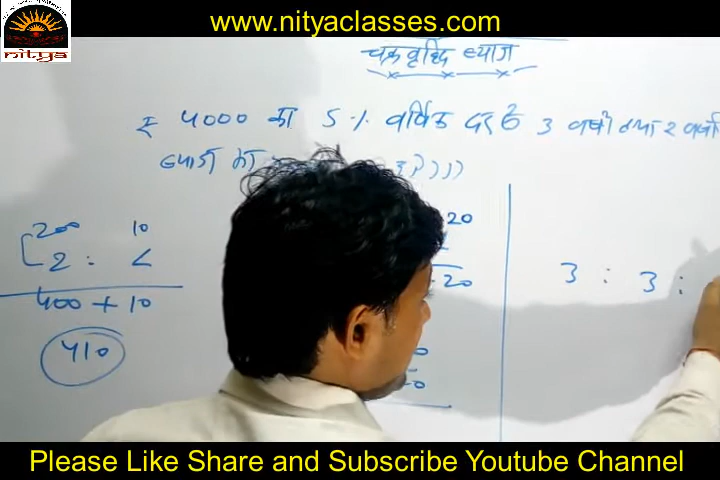 www.nityaclasses.com
nitya
चक्रवृद्धि ब्याज
₹ 4000 का 5 % वार्षिक दर से 3 वर्षो तथा 2 वर्षो
ब्याजो का
200 10
2 : <
400 + 10
410
20
20
3 : 3 :
Please Like Share and Subscribe Youtube Channel